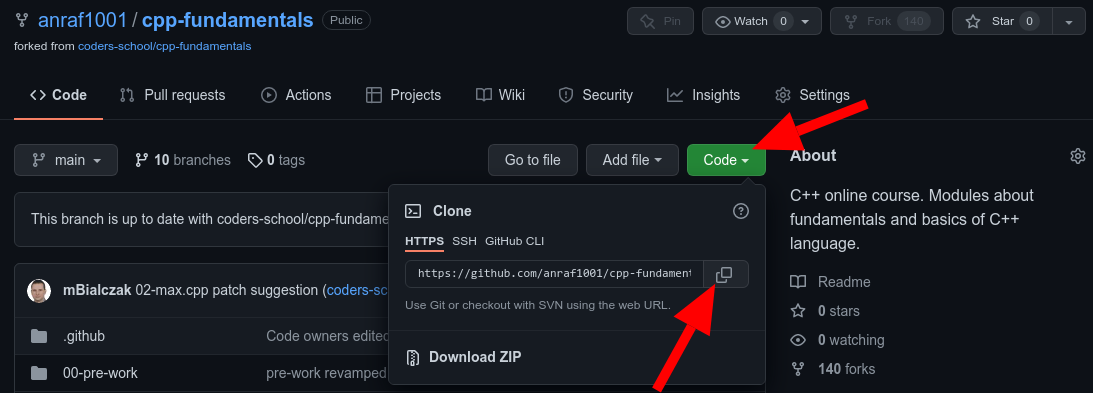 anraf1001 / cpp-fundamentals Public Pin Watch 0 Fork 140 Star 0
forked from coders-school/cpp-fundamentals
Code Pull requests Actions Projects Wiki Security Insights Settings
main 10 branches 0 tags Go to file Add file Code
About
C++ online course. Modules about
fundamentals and basics of C++
language.
Readme
0 stars
0 watching
140 forks
Clone
HTTPS SSH GitHub CLI
https://github.com/anraf1001/cpp-fundament
Use Git or checkout with SVN using the web URL.
Download ZIP
This branch is up to date with coders-school/cpp-fundame
mBialczak 02-max.cpp patch suggestion (coders-sc
.github Code owners edited
00-pre-work pre-work revamped